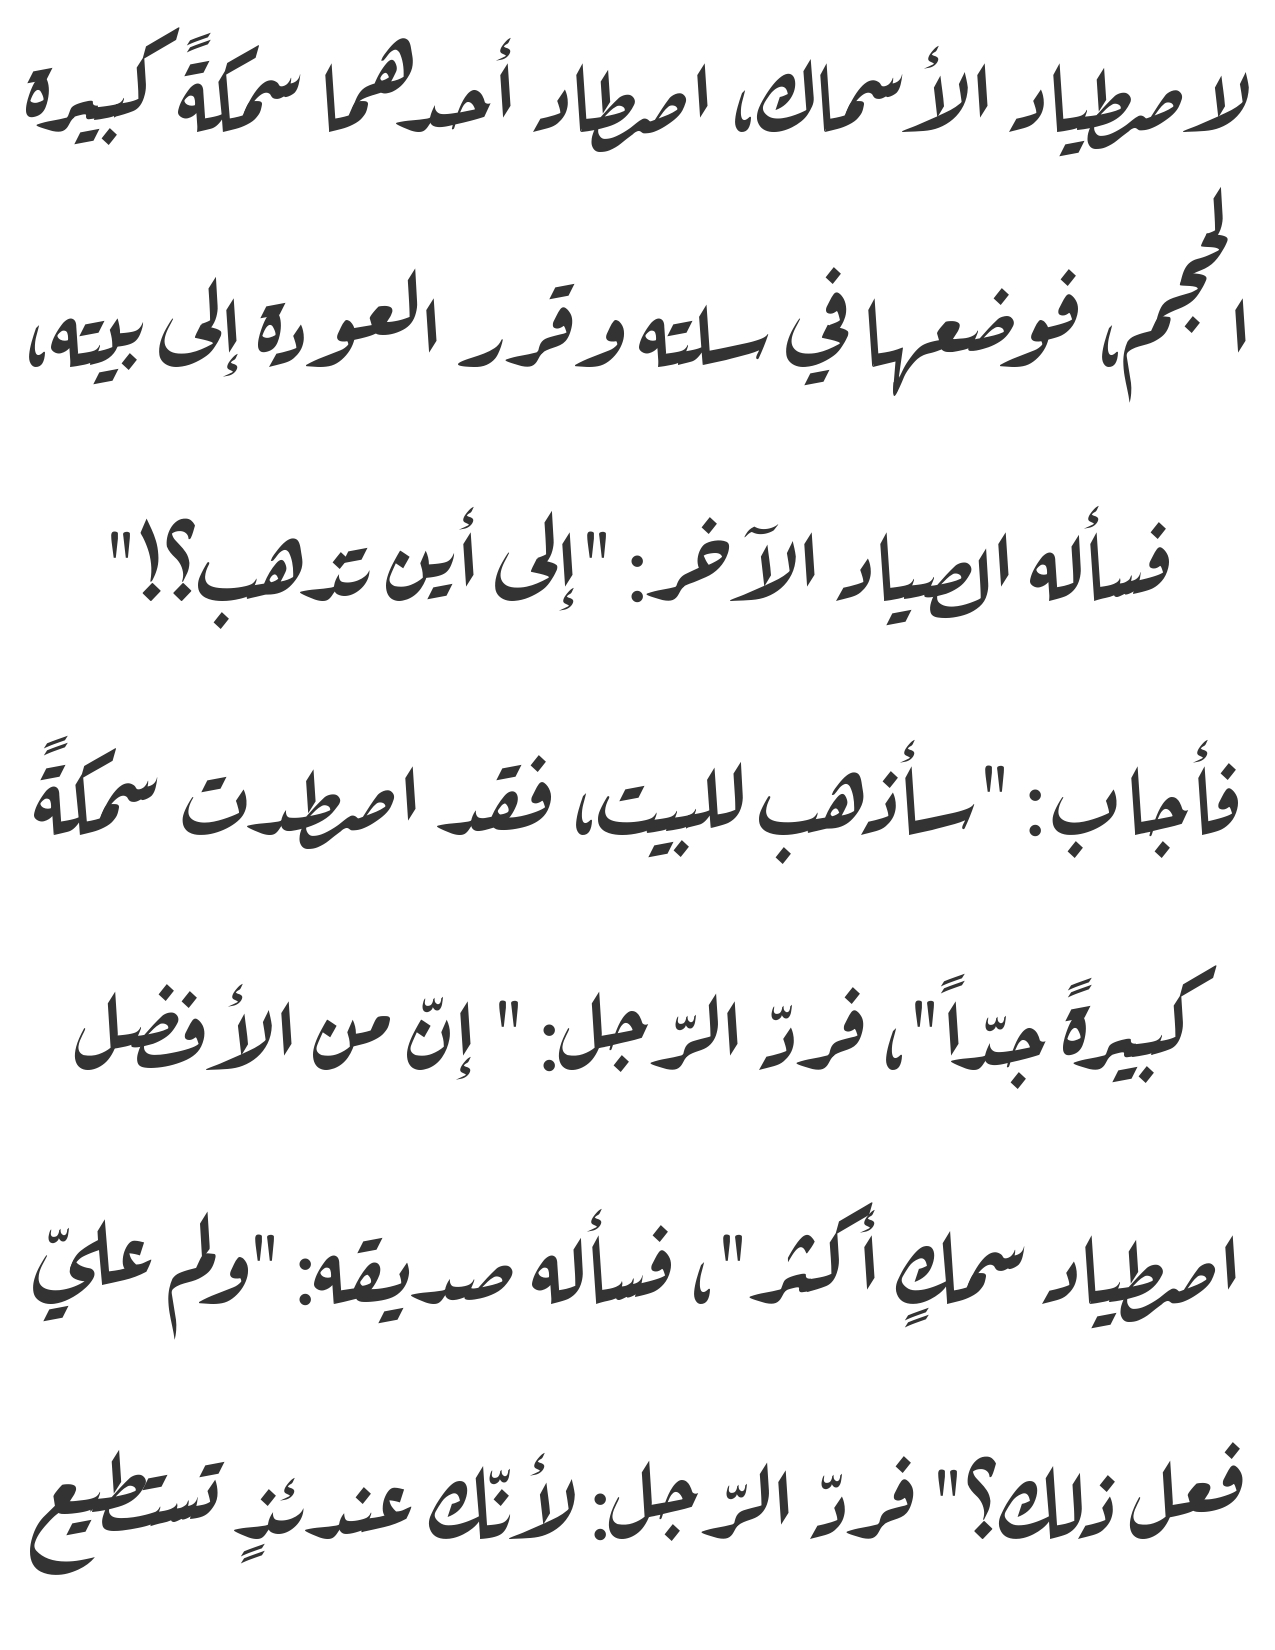 لاصطياد الأسماك، اصطاد أحدهما سمكةً كبيرة
الحجم، فوضعها في سلته وقرر العودة إلى بيته،
فسأله الصياد الآخر: "إلى أين تذهب؟!"
فأجاب: "سأذهب للبيت، فقد اصطدت سمكةً
كبيرةً جدّاً"، فردّ الرّجل: " إنّ من الأفضل
اصطياد سمكٍ أكثر"، فسأله صديقه: "ولم عليّ
فعل ذلك؟" فردّ الرّجل: لأنّك عندئذٍ تستطيع